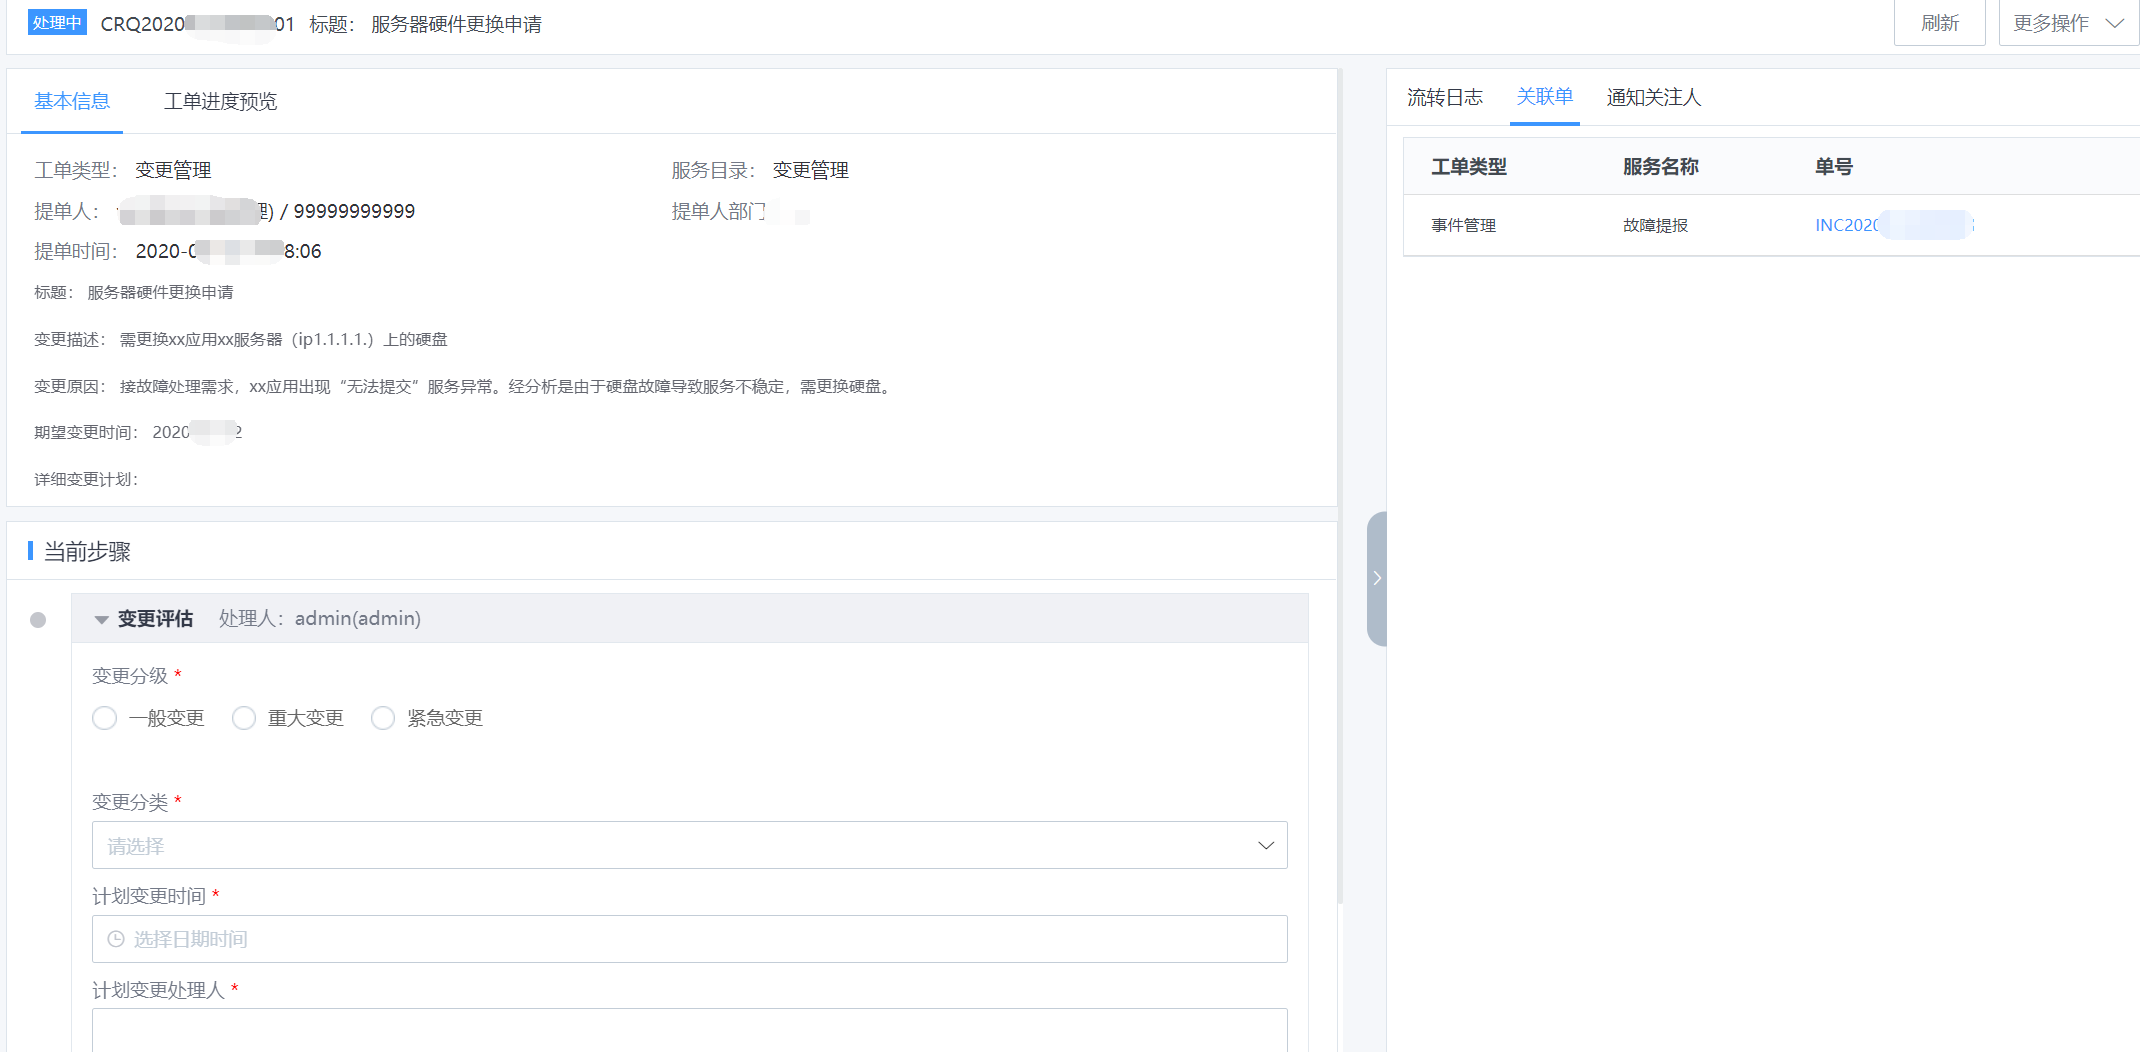 处理中 CRQ2020 01 标题： 服务器硬件更换申请
刷新
更多操作
基本信息 工单进度预览
工单类型： 变更管理 服务目录： 变更管理
提单人： ) / 99999999999 提单人部门
提单时间： 2020-0 8:06
标题： 服务器硬件更换申请
变更描述： 需更换xx应用xx服务器（ip1.1.1.1.）上的硬盘
变更原因： 接故障处理需求，xx应用出现“无法提交”服务异常。经分析是由于硬盘故障导致服务不稳定，需更换硬盘。
期望变更时间： 2020 2
详细变更计划：
当前步骤
变更评估 处理人：admin(admin)
变更分级 *
一般变更 重大变更 紧急变更
变更分类 *
请选择
计划变更时间 *
选择日期时间
计划变更处理人 *
流转日志 关联单 通知关注人
工单类型 服务名称 单号
事件管理 故障提报 INC2020